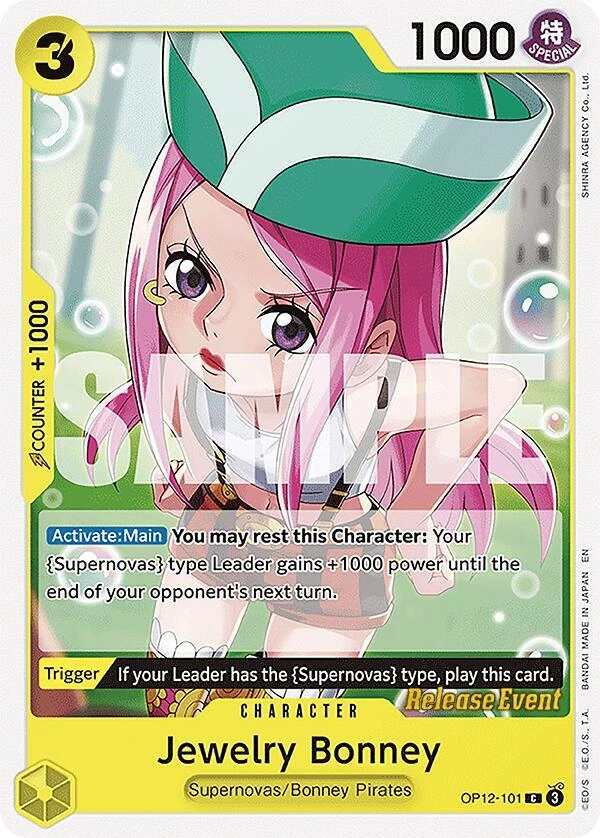 3
1000
特
SPECIAL
SHINRA AGENCY Co., Ltd.
COUNTER +1000
SAMPLE
Activate:Main You may rest this Character: Your
{Supernovas} type Leader gains +1000 power until the
end of your opponent's next turn.
Trigger If your Leader has the {Supernovas} type, play this card.
Release Event
CHARACTER
Jewelry Bonney
Supernovas/Bonney Pirates
OP12-101 C 3
©E.O/S ©E.O./S., T.A. BANDAI MADE IN JAPAN EN